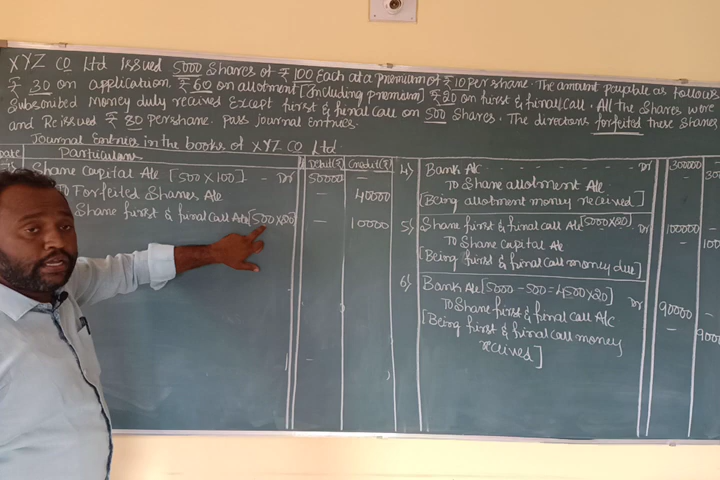 XYZ Co Ltd Issued 5000 Shares of ₹ 100 Each at a premium of ₹ 10 per share. The amount payable as follows
₹ 30 on application ₹ 60 on allotment [Including premium] ₹ 20 on first & final call. All the Shares were
Subscribed Money duly received Except first & final call on 500 Shares. The directors forfeited these Shares
and Re issued ₹ 80 per share. Pass journal Entries.
Journal Entries in the books of XYZ Co Ltd.
Date Particulars Debit(₹) Credit(₹)
Share Capital A/c [500 x 100] - Dr 50000 -
To Forfeited Shares A/c - 40000
Share first & final Call A/c [500 x 20] - 10000
4) Bank A/c - - - - - Dr 300000 -
To Share allotment A/c
[Being allotment money received]
5) Share first & final call A/c [5000 x 20] Dr 100000 -
To Share Capital A/c -
[Being first & final Call money due]
6) Bank A/c [5000 - 500 = 4500 x 20] Dr 90000 -
To Share first & final call A/c -
[Being first & final call money
received]